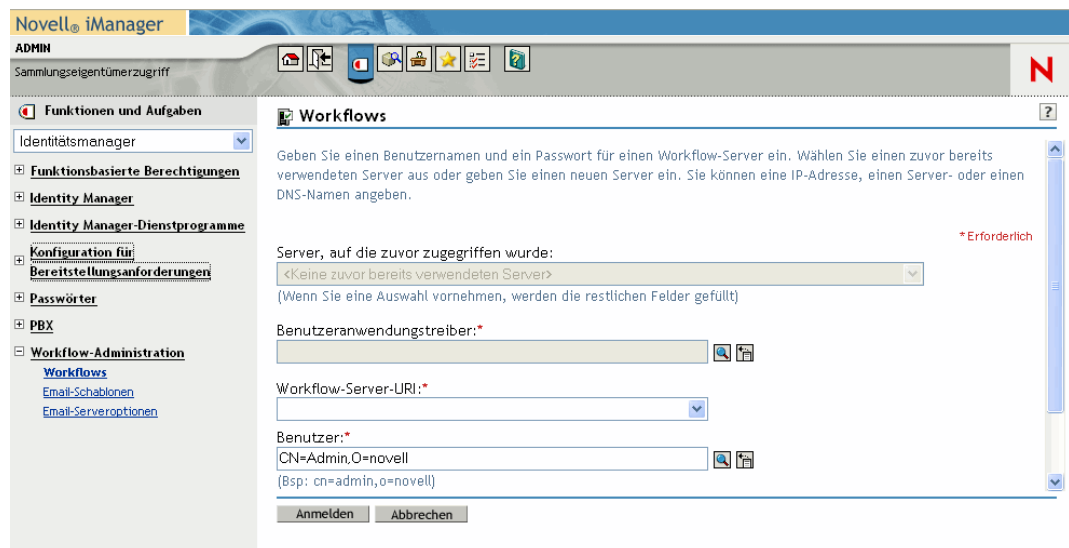 Novell® iManager
ADMIN
Sammlungseigentümerzugriff
N
Funktionen und Aufgaben
Identitätsmanager
Funktionsbasierte Berechtigungen
Identity Manager
Identity Manager-Dienstprogramme
Konfiguration für
Bereitstellungsanforderungen
Passwörter
PBX
Workflow-Administration
Workflows
Email-Schablonen
Email-Serveroptionen
Workflows
?
Geben Sie einen Benutzernamen und ein Passwort für einen Workflow-Server ein. Wählen Sie einen zuvor bereits
verwendeten Server aus oder geben Sie einen neuen Server ein. Sie können eine IP-Adresse, einen Server- oder einen
DNS-Namen angeben.
*Erforderlich
Server, auf die zuvor zugegriffen wurde:
<Keine zuvor bereits verwendeten Server>
(Wenn Sie eine Auswahl vornehmen, werden die restlichen Felder gefüllt)
Benutzeranwendungstreiber:*
Workflow-Server-URI:*
Benutzer:*
CN=Admin,O=novell
(Bsp: cn=admin,o=novell)
Anmelden
Abbrechen